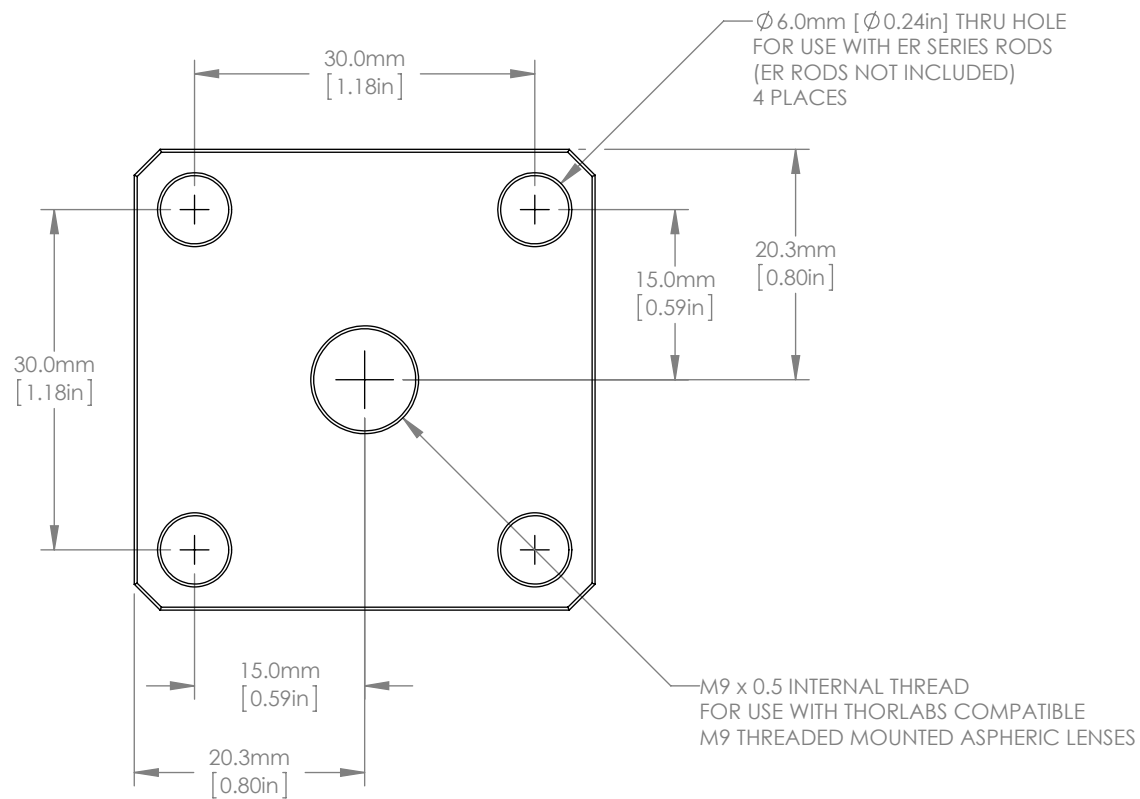 Ø6.0mm [Ø0.24in] THRU HOLE
FOR USE WITH ER SERIES RODS
(ER RODS NOT INCLUDED)
4 PLACES
30.0mm
[1.18in]
20.3mm
[0.80in]
15.0mm
[0.59in]
30.0mm
[1.18in]
15.0mm
[0.59in]
M9 x 0.5 INTERNAL THREAD
FOR USE WITH THORLABS COMPATIBLE
M9 THREADED MOUNTED ASPHERIC LENSES
20.3mm
[0.80in]